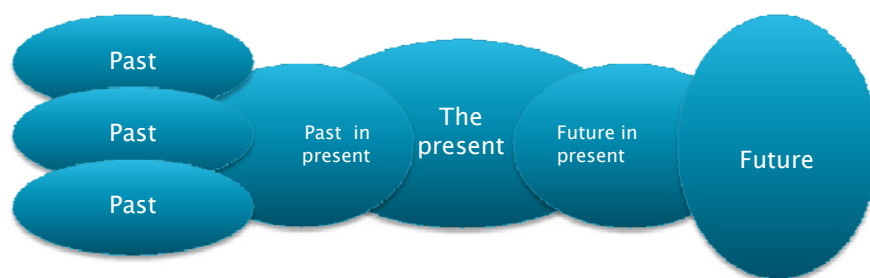 Past
Past
Past
Past in
present
The
present
Future in
present
Future